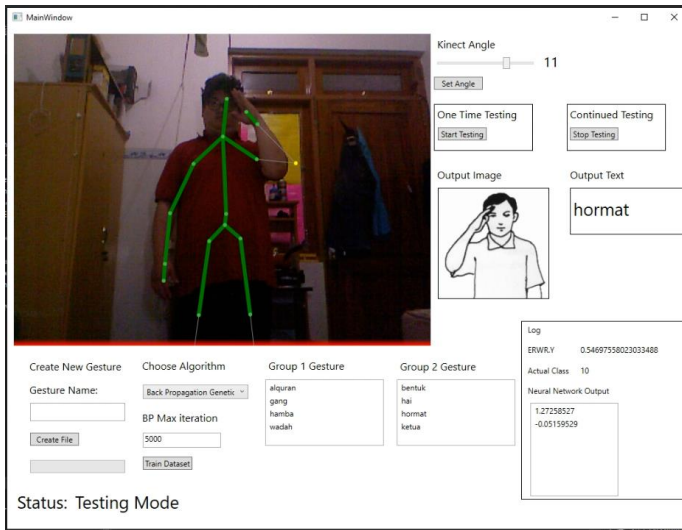 MainWindow
Kinect Angle
11
Set Angle
One Time Testing
Start Testing
Continued Testing
Stop Testing
Output Image
Output Text
hormat
Create New Gesture
Gesture Name:
Create File
Choose Algorithm
Back Propagation Genetic
BP Max iteration
5000
Train Dataset
Group 1 Gesture
alquran
gang
hamba
wadah
Group 2 Gesture
bentuk
hai
hormat
ketua
Log
ERWR.Y 0.54697558023033488
Actual Class 10
Neural Network Output
1.27258527
-0.05159529
Status: Testing Mode